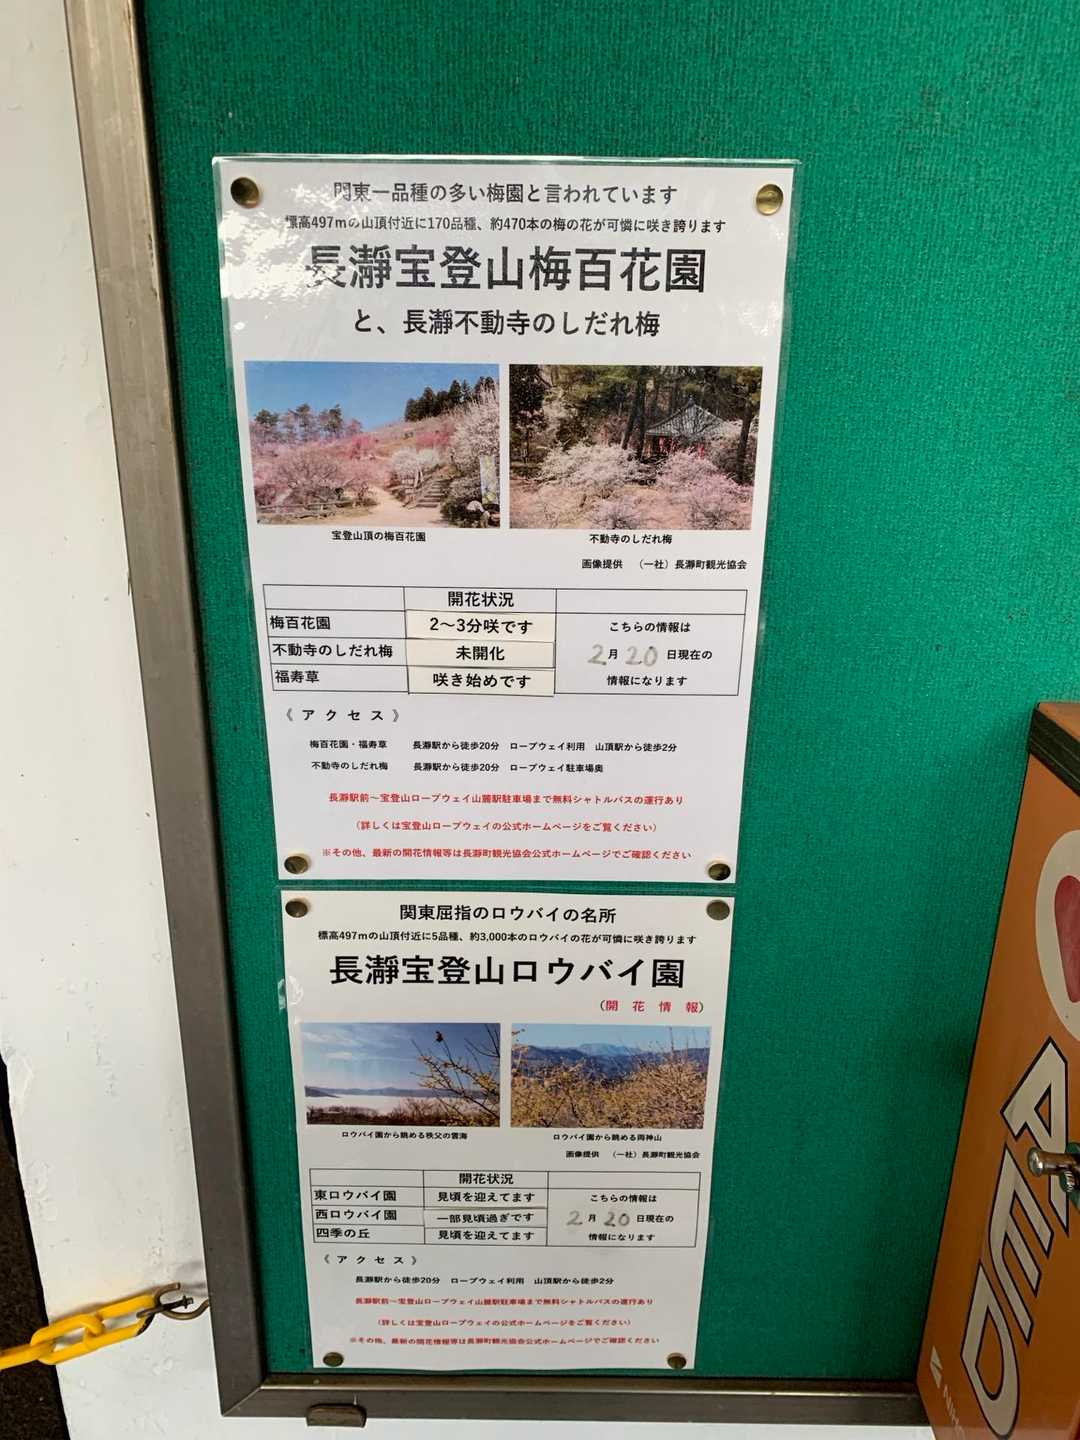 関東一品種の多い梅園と言われています
標高497mの山頂付近に170品種、約470本の梅の花が可憐に咲き誇ります
長瀞宝登山梅百花園
と、長瀞不動寺のしだれ梅
宝登山頂の梅百花園
不動寺のしだれ梅
画像提供 （一社）長瀞町観光協会
開花状況
梅百花園 2～3分咲です こちらの情報は
不動寺のしだれ梅 未開化 2月20日現在の
福寿草 咲き始めです 情報になります
《アクセス》
梅百花園・福寿草 長瀞駅から徒歩20分 ロープウェイ利用 山頂駅から徒歩2分
不動寺のしだれ梅 長瀞駅から徒歩20分 ロープウェイ駐車場奥
長瀞駅前～宝登山ロープウェイ山麓駅駐車場まで無料シャトルバスの運行あり
（詳しくは宝登山ロープウェイの公式ホームページをご覧ください）
※その他、最新の開花情報等は長瀞町観光協会公式ホームページでご確認ください
関東屈指のロウバイの名所
標高497mの山頂付近に5品種、約3,000本のロウバイの花が可憐に咲き誇ります
長瀞宝登山ロウバイ園
（開花情報）
ロウバイ園から眺める秩父の雲海
ロウバイ園から眺める両神山
画像提供 （一社）長瀞町観光協会
開花状況
東ロウバイ園 見頃を迎えてます こちらの情報は
西ロウバイ園 一部見頃過ぎです 2月20日現在の
四季の丘 見頃を迎えてます 情報になります
《アクセス》
長瀞駅から徒歩20分 ロープウェイ利用 山頂駅から徒歩2分
長瀞駅前～宝登山ロープウェイ山麓駅駐車場まで無料シャトルバスの運行あり
（詳しくは宝登山ロープウェイの公式ホームページをご覧ください）
※その他、最新の開花情報等は長瀞町観光協会公式ホームページでご確認ください